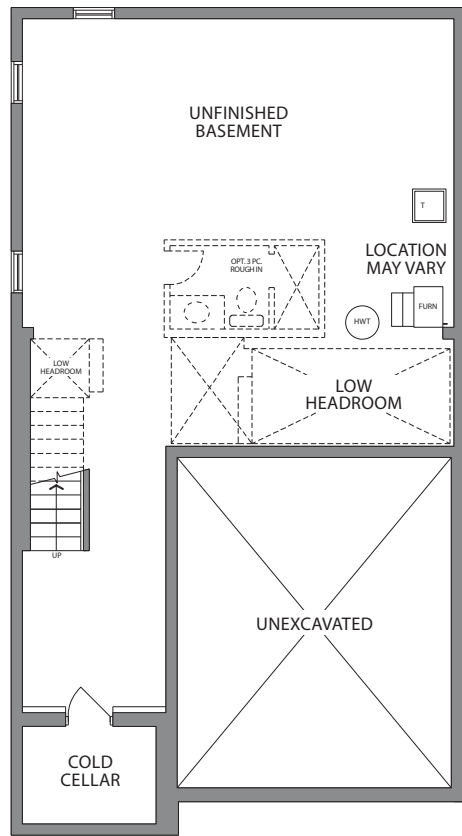 UNFINISHED
BASEMENT
T
LOCATION
MAY VARY
OPT. 3 PC.
ROUGH IN
FURN
HWT
LOW
HEADROOM
LOW
HEADROOM
UP
UNEXCAVATED
COLD
CELLAR